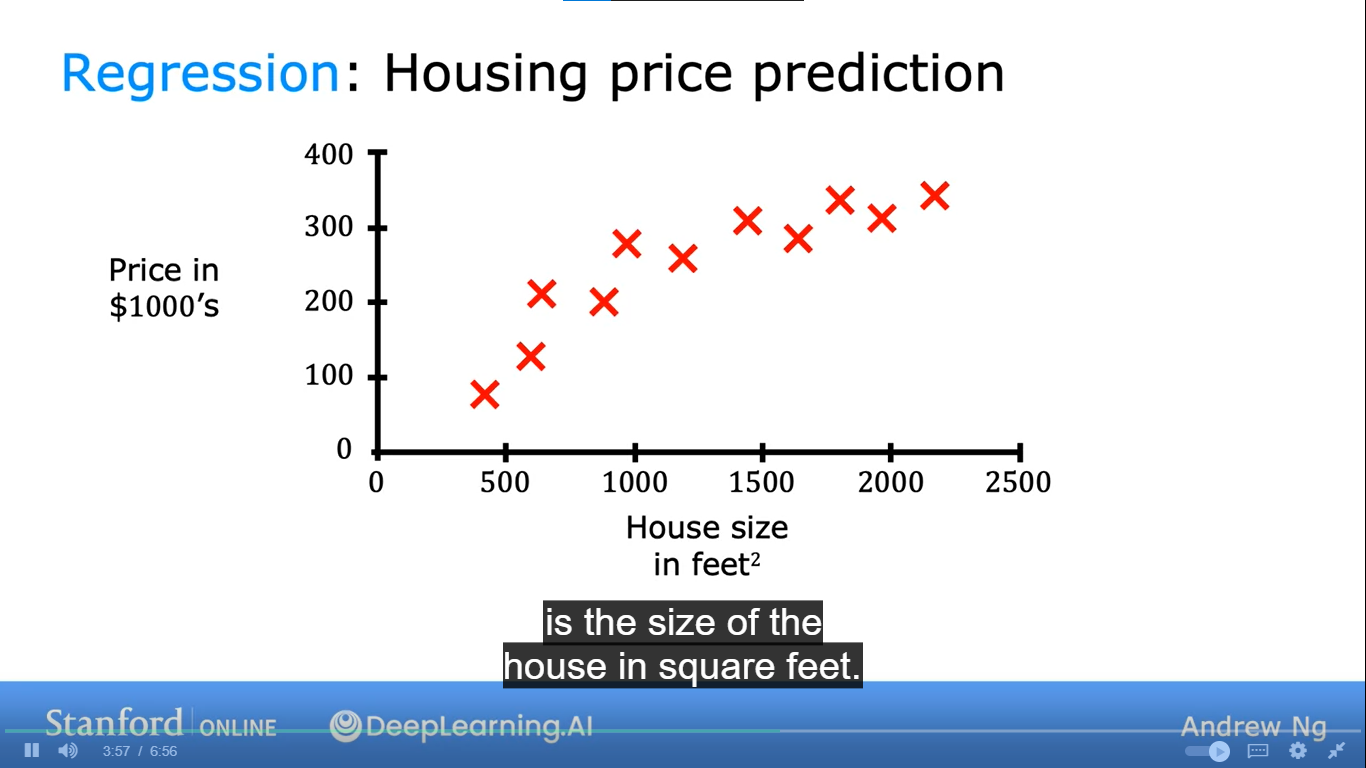 Regression: Housing price prediction
400
300
Price in
$1000’s
200
100
0
0 500 1000 1500 2000 2500
House size
in feet²
is the size of the
house in square feet.
Stanford | ONLINE DeepLearning.AI Andrew Ng
3:57 / 6:56